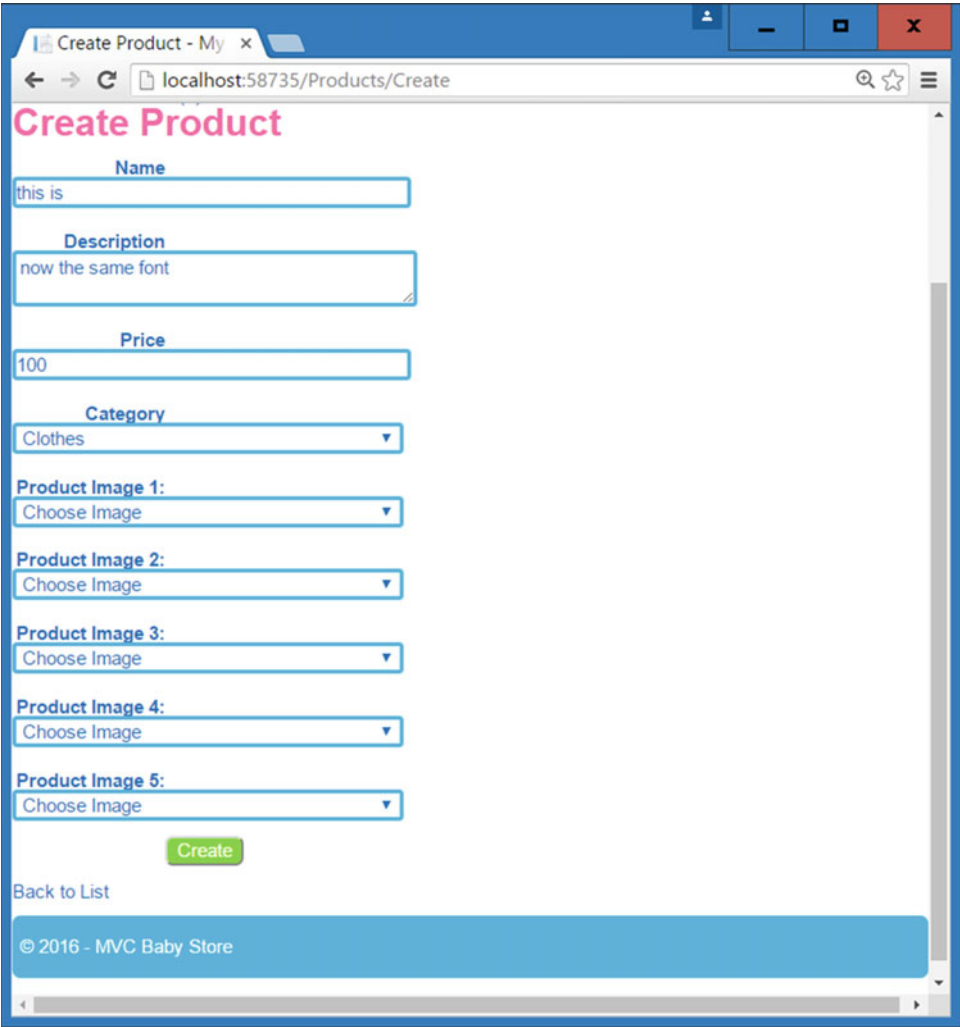 Create Product - My
localhost:58735/Products/Create
Create Product
Name
this is
Description
now the same font
Price
100
Category
Clothes
Product Image 1:
Choose Image
Product Image 2:
Choose Image
Product Image 3:
Choose Image
Product Image 4:
Choose Image
Product Image 5:
Choose Image
Create
Back to List
© 2016 - MVC Baby Store